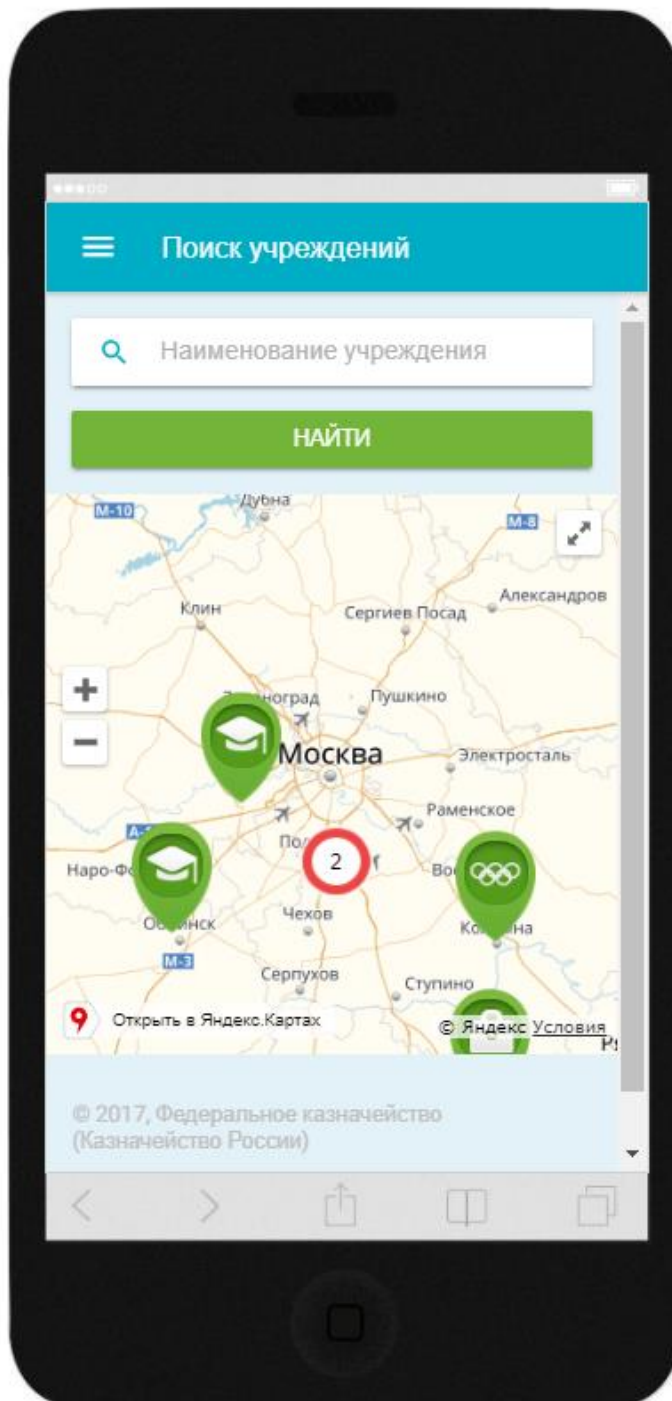 Поиск учреждений
Наименование учреждения
НАЙТИ
Дубна
М-10
М-8
Александров
Клин
Сергиев Посад
Пушкино
Москва
Электросталь
Раменское
2
Чехов
М-3
Серпухов
Ступино
Открыть в Яндекс.Картах
© Яндекс Условия
© 2017, Федеральное казначейство
(Казначейство России)